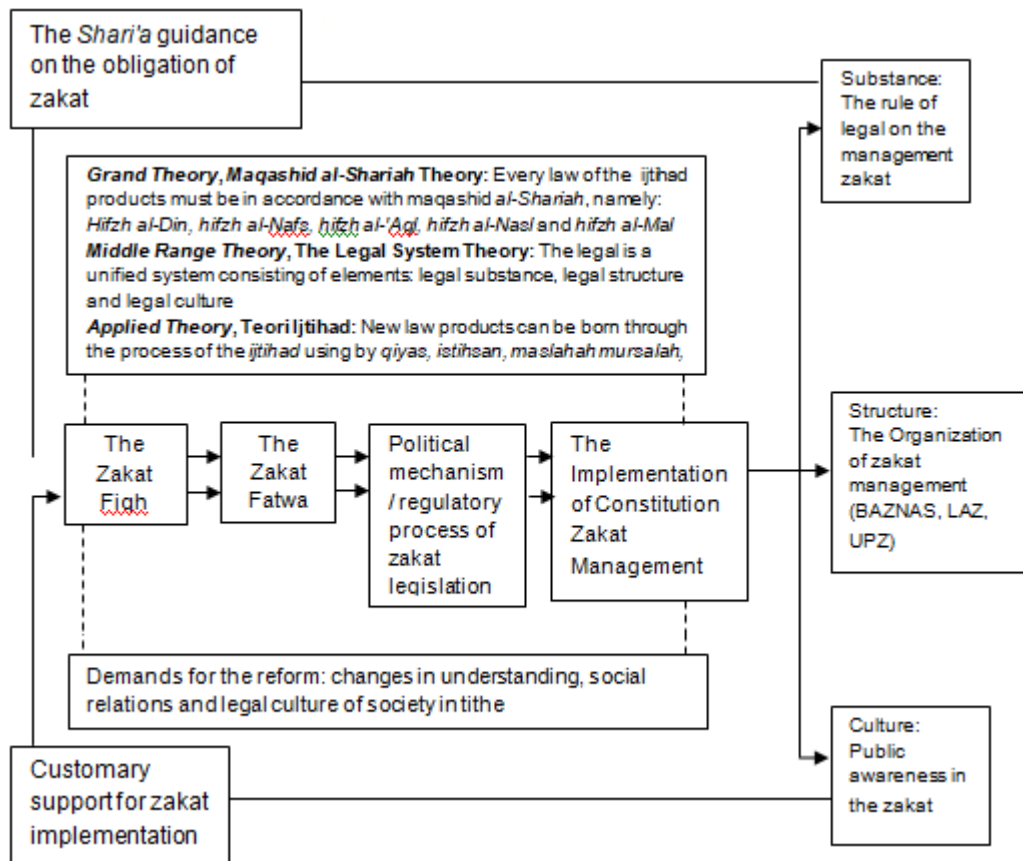 The Shari'a guidance
on the obligation of
zakat
Substance:
The rule of
legal on the
management
zakat
Grand Theory, Maqashid al-Shariah Theory: Every law of the ijtihad
products must be in accordance with maqashid al-Shariah, namely:
Hifzh al-Din, hifzh al-Nafs, hifzh al-'Agl, hifzh al-Nasl and hifzh al-Mal
Middle Range Theory, The Legal System Theory: The legal is a
unified system consisting of elements: legal substance, legal structure
and legal culture
Applied Theory, Teori Ijtihad: New law products can be born through
the process of the ijtihad using by qiyas, istihsan, maslahah mursalah,
The
Zakat
Fiqh
The
Zakat
Fatwa
Political
mechanism
/ regulatory
process of
zakat
legislation
The
Implementation
of Constitution
Zakat
Management
Structure:
The Organization
of zakat
management
(BAZNAS, LAZ,
UPZ)
Demands for the reform: changes in understanding, social
relations and legal culture of society in tithe
Customary
support for zakat
implementation
Culture:
Public
awareness in
the zakat